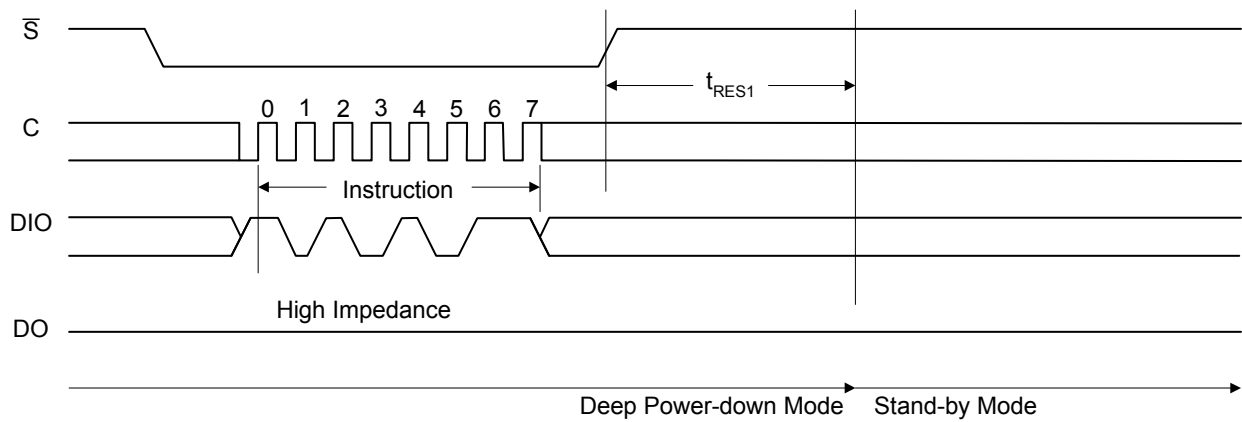 S̅
t_RES1
0 1 2 3 4 5 6 7
C
Instruction
DIO
High Impedance
DO
Deep Power-down Mode Stand-by Mode